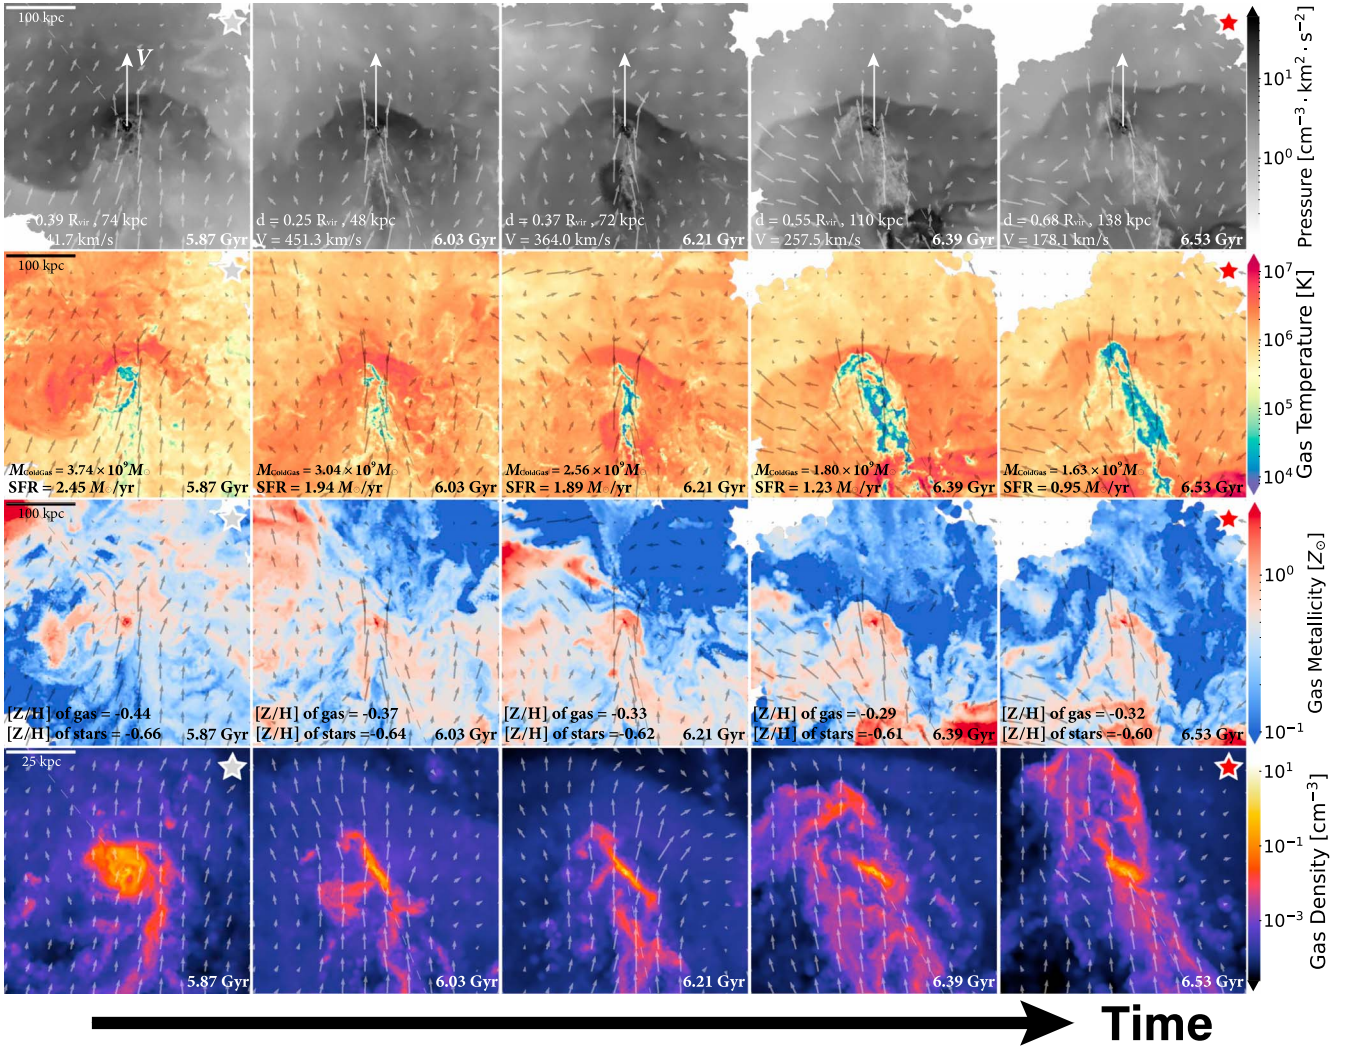 100 kpc
V
= 0.39 Rvir , 74 kpc
41.7 km/s
5.87 Gyr
d = 0.25 Rvir , 48 kpc
V = 451.3 km/s
6.03 Gyr
d = 0.37 Rvir , 72 kpc
V = 364.0 km/s
6.21 Gyr
d = 0.55 Rvir , 110 kpc
V = 257.5 km/s
6.39 Gyr
d = 0.68 Rvir , 138 kpc
V = 178.1 km/s
6.53 Gyr
10¹
10⁰
Pressure [cm⁻³ · km² · s⁻²]
100 kpc
MColdGas = 3.74 × 10⁹M⊙
SFR = 2.45 M⊙/yr
5.87 Gyr
MColdGas = 3.04 × 10⁹M⊙
SFR = 1.94 M⊙/yr
6.03 Gyr
MColdGas = 2.56 × 10⁹M⊙
SFR = 1.89 M⊙/yr
6.21 Gyr
MColdGas = 1.80 × 10⁹M⊙
SFR = 1.23 M⊙/yr
6.39 Gyr
MColdGas = 1.63 × 10⁹M⊙
SFR = 0.95 M⊙/yr
6.53 Gyr
10⁷
10⁶
10⁵
10⁴
Gas Temperature [K]
100 kpc
[Z/H] of gas = -0.44
[Z/H] of stars = -0.66
5.87 Gyr
[Z/H] of gas = -0.37
[Z/H] of stars = -0.64
6.03 Gyr
[Z/H] of gas = -0.33
[Z/H] of stars = -0.62
6.21 Gyr
[Z/H] of gas = -0.29
[Z/H] of stars = -0.61
6.39 Gyr
[Z/H] of gas = -0.32
[Z/H] of stars = -0.60
6.53 Gyr
10⁰
10⁻¹
Gas Metallicity [Z⊙]
25 kpc
5.87 Gyr
6.03 Gyr
6.21 Gyr
6.39 Gyr
6.53 Gyr
10¹
10⁻¹
10⁻³
Gas Density [cm⁻³]
Time